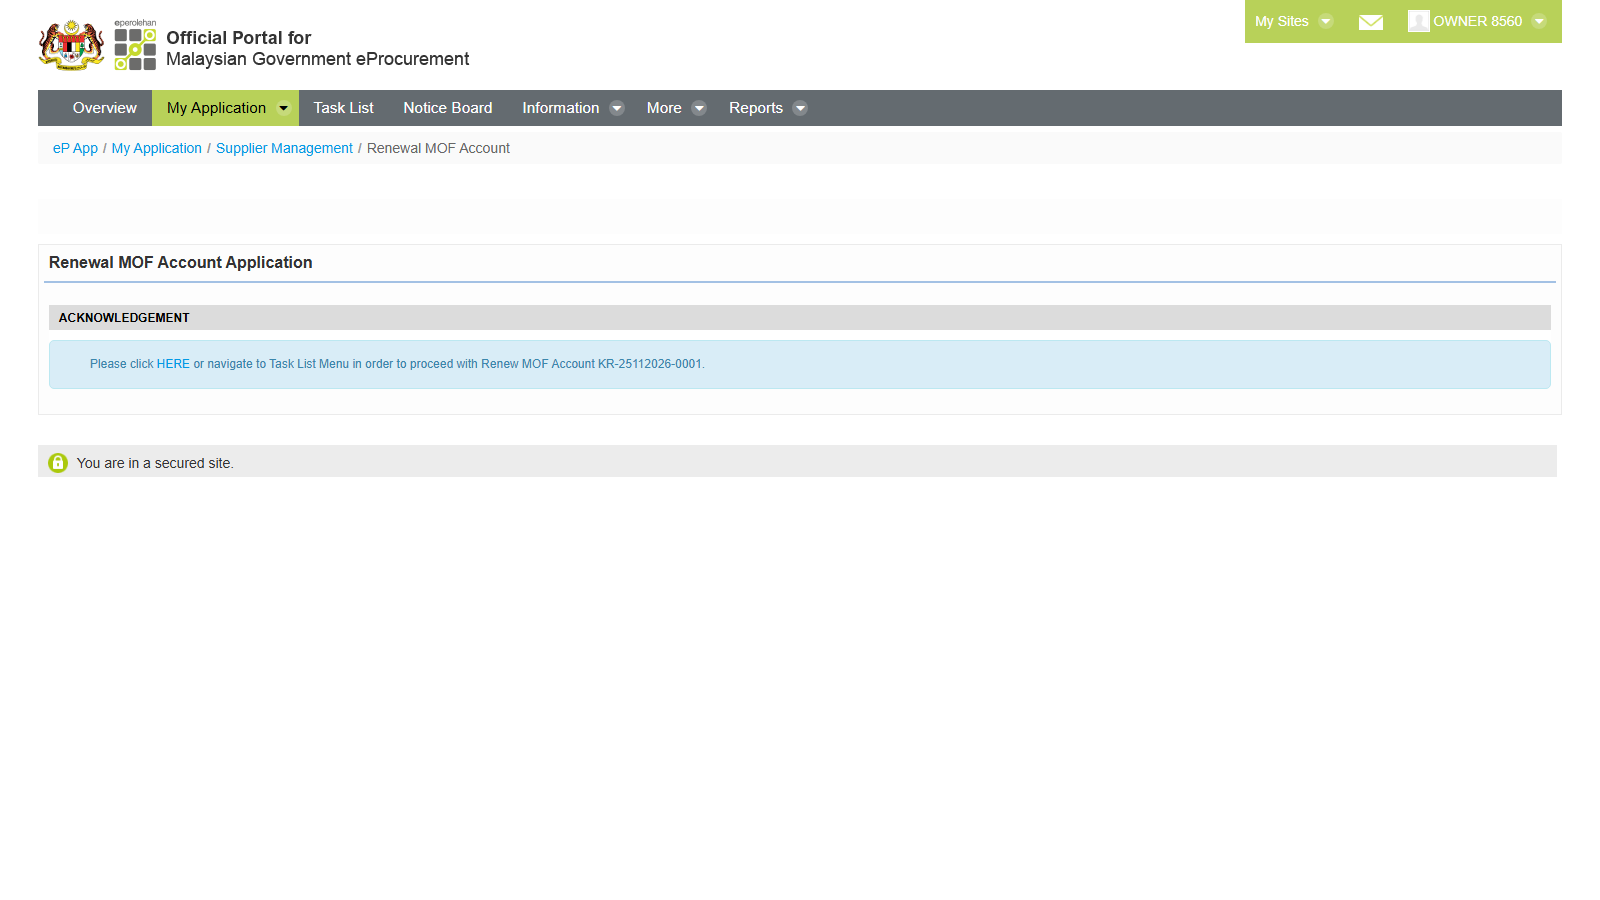 eperolehan
Official Portal for
Malaysian Government eProcurement
My Sites
OWNER 8560
Overview
My Application
Task List
Notice Board
Information
More
Reports
eP App / My Application / Supplier Management / Renewal MOF Account
Renewal MOF Account Application
ACKNOWLEDGEMENT
Please click HERE or navigate to Task List Menu in order to proceed with Renew MOF Account KR-25112026-0001.
You are in a secured site.